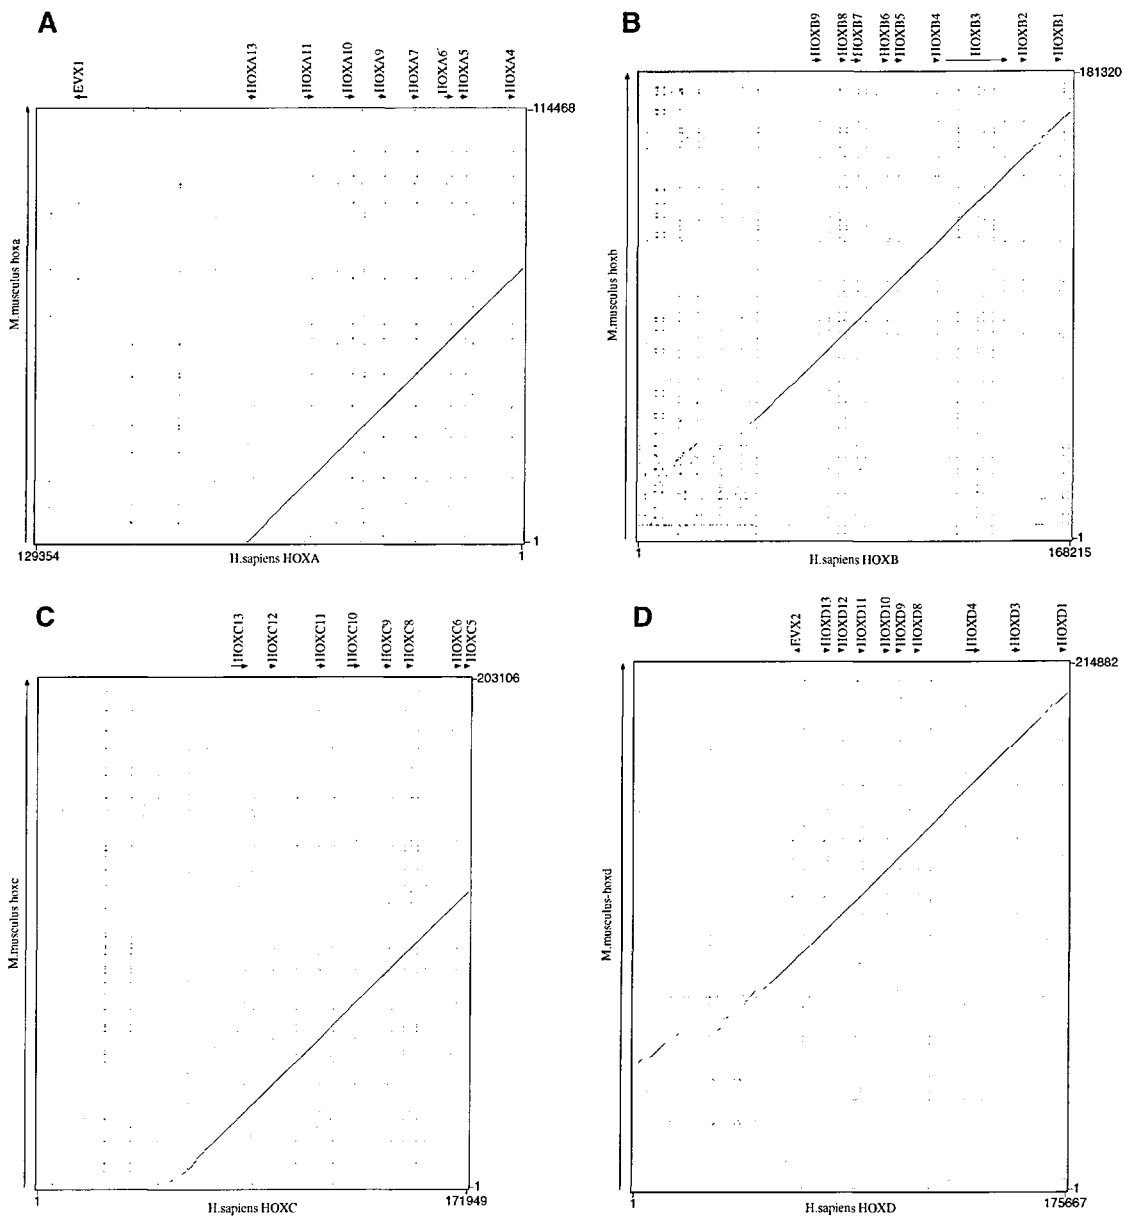 A
EVX1
HOXA13
HOXA11
HOXA10
HOXA9
HOXA7
HOXA6
HOXA5
HOXA4
114468
M.musculus hoxa
1
129354
H.sapiens HOXA
1
B
HOXB9
HOXB8
HOXB7
HOXB6
HOXB5
HOXB4
HOXB3
HOXB2
HOXB1
181320
M.musculus hoxb
1
1
168215
H.sapiens HOXB
C
HOXC13
HOXC12
HOXC11
HOXC10
HOXC9
HOXC8
HOXC6
HOXC5
203106
M.musculus hoxc
1
1
171949
H.sapiens HOXC
D
EVX2
HOXD13
HOXD12
HOXD11
HOXD10
HOXD9
HOXD8
HOXD4
HOXD3
HOXD1
214882
M.musculus-hoxd
1
1
175667
H.sapiens HOXD